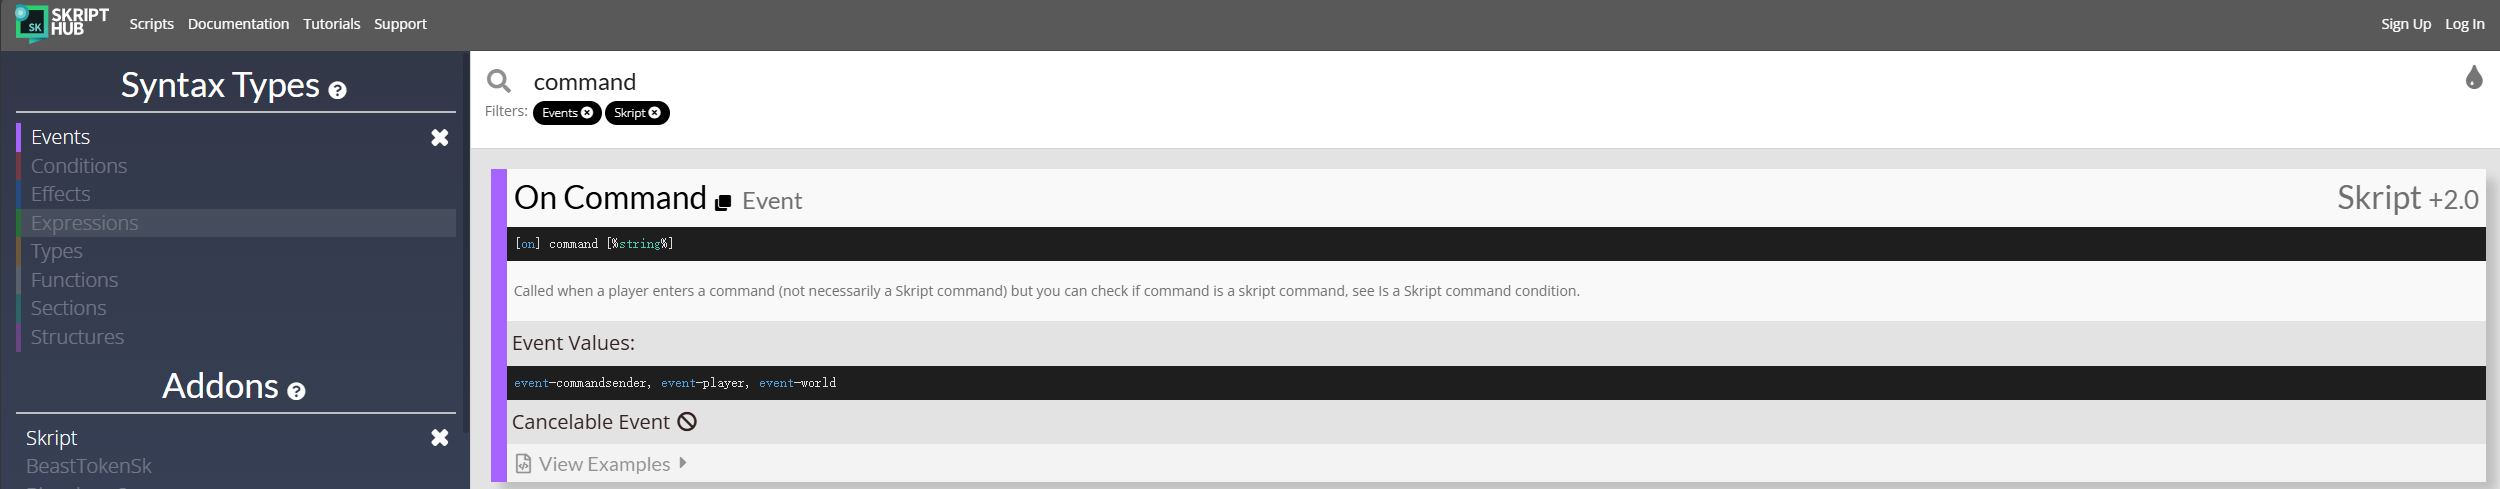 SKRIPT
HUB
SK
Scripts Documentation Tutorials Support
Sign Up Log In
Syntax Types ?
Events
Conditions
Effects
Expressions
Types
Functions
Sections
Structures
Addons ?
Skript
BeastTokenSk
command
Filters: Events Skript
On Command Event
Skript +2.0
[on] command [%string%]
Called when a player enters a command (not necessarily a Skript command) but you can check if command is a skript command, see Is a Skript command condition.
Event Values:
event-commandsender, event-player, event-world
Cancelable Event
View Examples